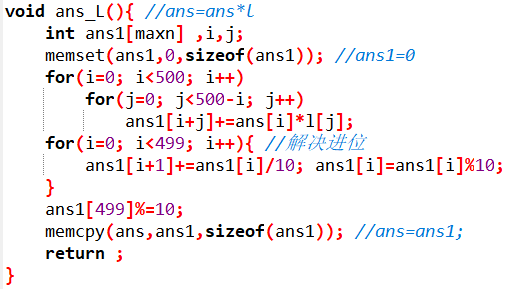 void ans_L(){ //ans=ans*l
int ans1[maxn] ,i,j;
memset(ans1,0,sizeof(ans1)); //ans1=0
for(i=0; i<500; i++)
for(j=0; j<500-i; j++)
ans1[i+j]+=ans[i]*l[j];
for(i=0; i<499; i++){ //解决进位
ans1[i+1]+=ans1[i]/10; ans1[i]=ans1[i]%10;
}
ans1[499]%=10;
memcpy(ans,ans1,sizeof(ans1)); //ans=ans1;
return ;
}